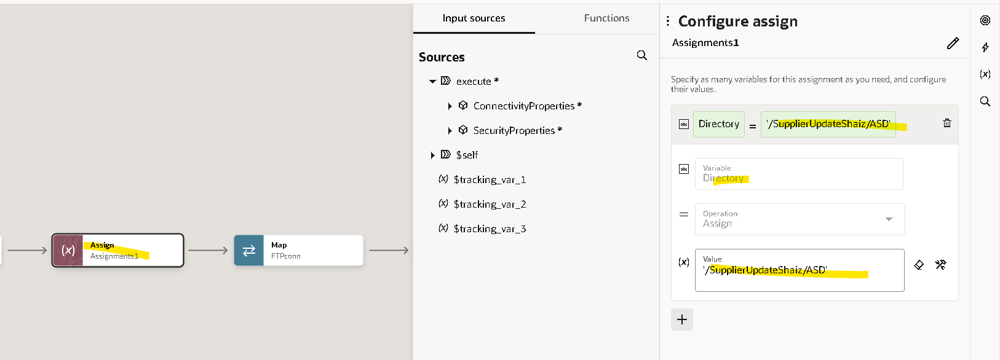 Input sources
Functions
Sources
execute *
ConnectivityProperties *
SecurityProperties *
$self
(x) $tracking_var_1
(x) $tracking_var_2
(x) $tracking_var_3
(x)
Assign
Assignments1
Map
FTPconn
Configure assign
Assignments1
Specify as many variables for this assignment as you need, and configure
their values.
abc Directory = '/SupplierUpdateShaiz/ASD'
abc
Variable
Directory
=
Operation
Assign
(x)
Value
'/SupplierUpdateShaiz/ASD'
+
(x)